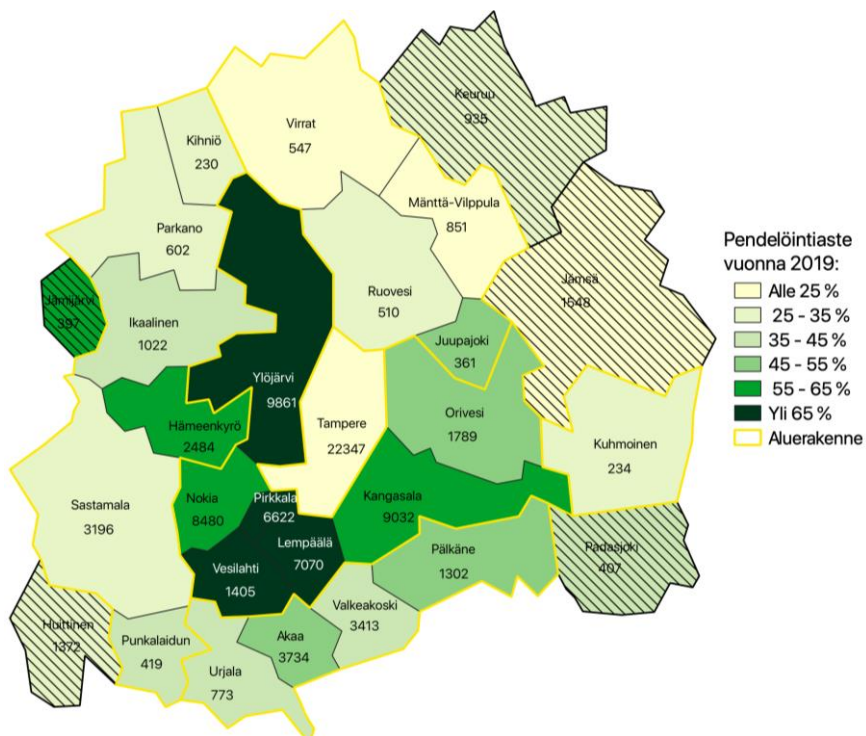 Keuruu
935
Virrat
547
Kihniö
230
Mänttä-Vilppula
851
Parkano
602
Jämsä
1548
Ruovesi
510
Jämijärvi
397
Ikaalinen
1022
Juupajoki
361
Ylöjärvi
9861
Hämeenkyrö
2484
Tampere
22347
Orivesi
1789
Kuhmoinen
234
Sastamala
3196
Nokia
8480
Pirkkala
6622
Kangasala
9032
Lempäälä
7070
Vesilahti
1405
Pälkäne
1302
Padasjoki
407
Valkeakoski
3413
Huittinen
1372
Punkalaidun
419
Akaa
3734
Urjala
773
Pendelöintiaste
vuonna 2019:
Alle 25 %
25 - 35 %
35 - 45 %
45 - 55 %
55 - 65 %
Yli 65 %
Aluerakenne